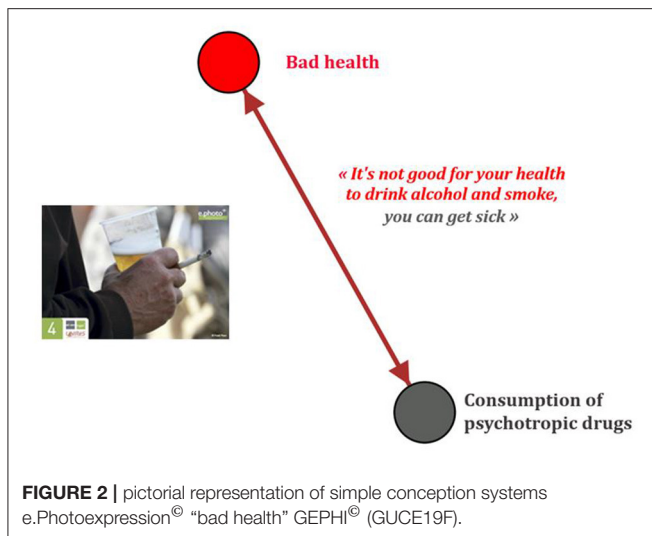 Bad health
« It's not good for your health
to drink alcohol and smoke,
you can get sick »
e.photo
4
Consumption of
psychotropic drugs
FIGURE 2 | pictorial representation of simple conception systems
e.Photoexpression© “bad health” GEPHI© (GUCE19F).